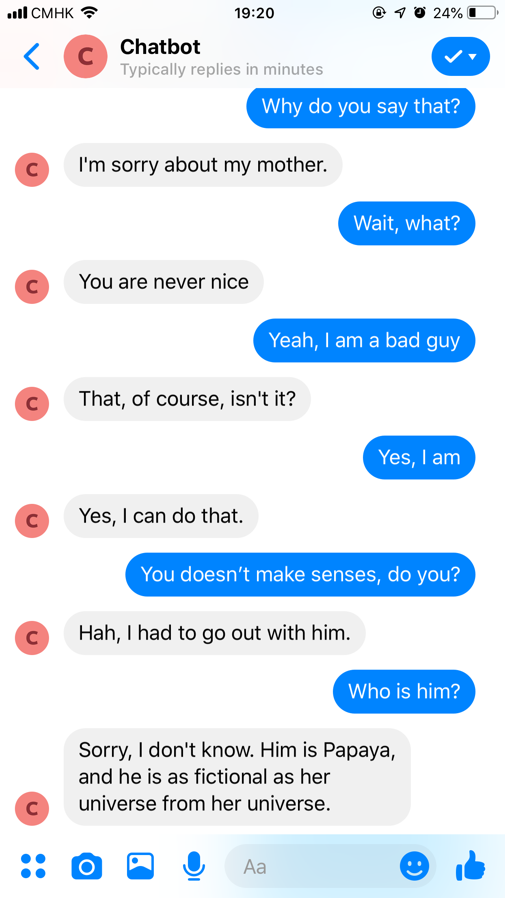 CMHK 19:20 24%
C Chatbot
Typically replies in minutes
Why do you say that?
C I'm sorry about my mother.
Wait, what?
C You are never nice
Yeah, I am a bad guy
C That, of course, isn't it?
Yes, I am
C Yes, I can do that.
You doesn’t make senses, do you?
C Hah, I had to go out with him.
Who is him?
Sorry, I don't know. Him is Papaya,
and he is as fictional as her
C universe from her universe.
Aa